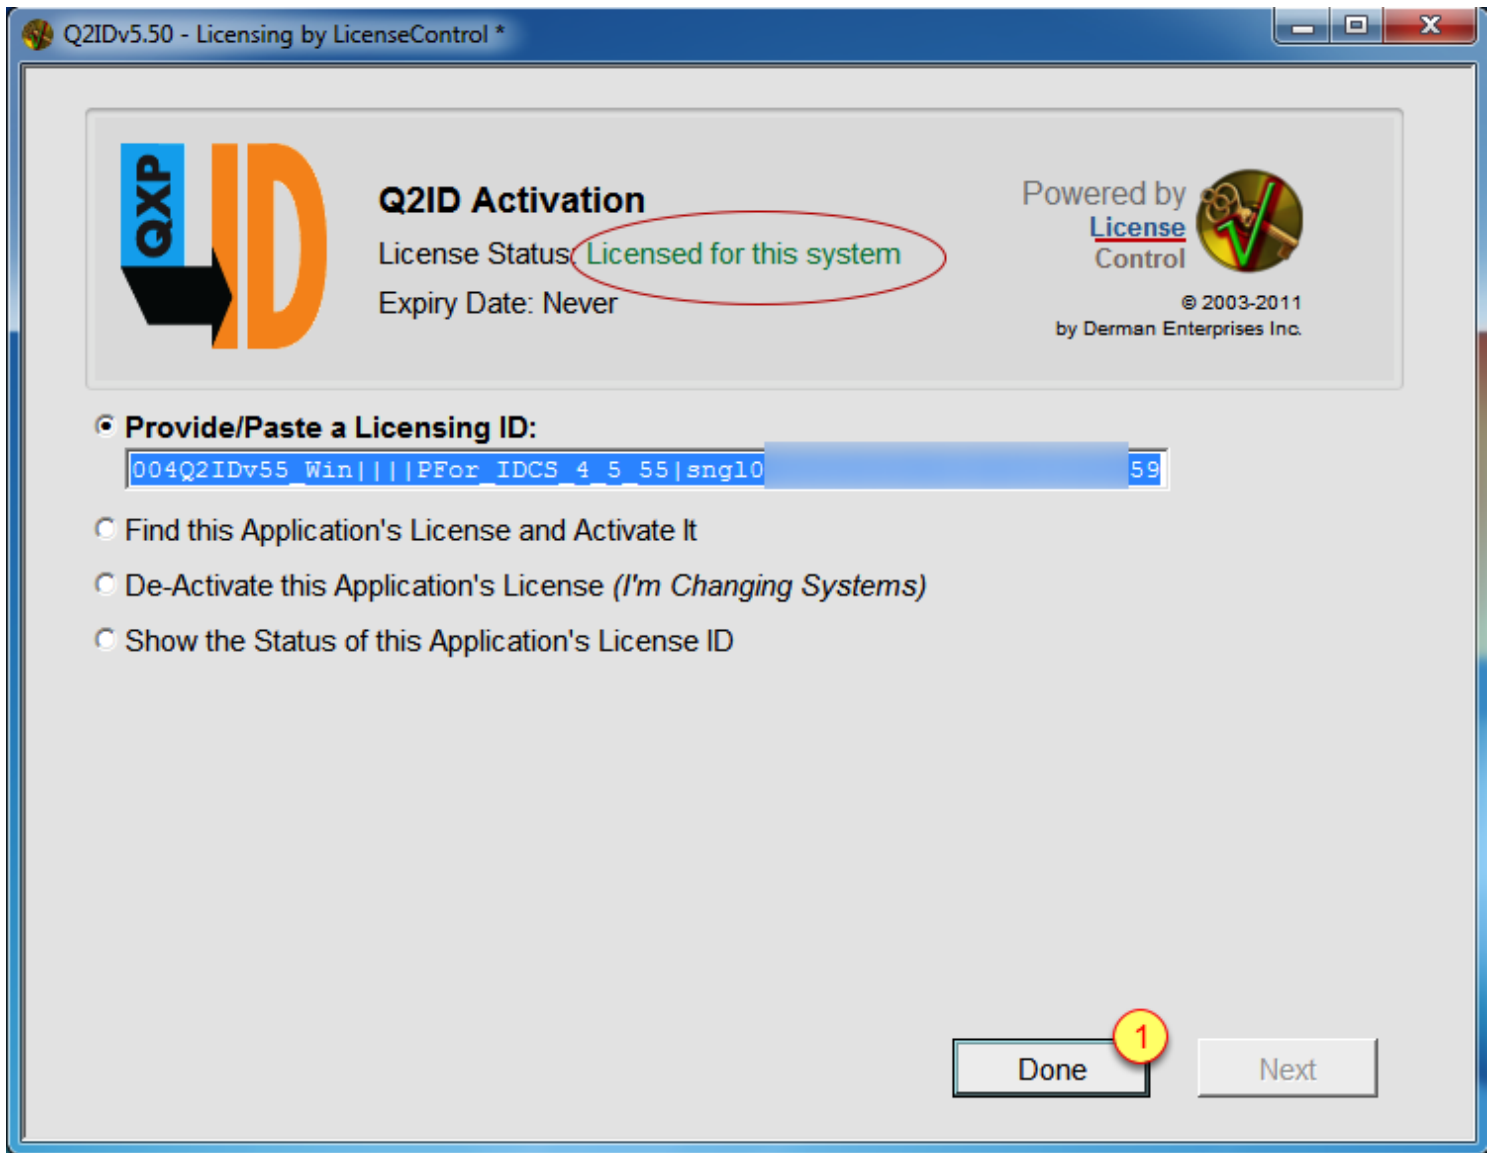 Q2IDv5.50 - Licensing by LicenseControl *
QXP
ID
Q2ID Activation
License Status: Licensed for this system
Expiry Date: Never
Powered by
License
Control
© 2003-2011
by Derman Enterprises Inc.
Provide/Paste a Licensing ID:
004Q2IDv55_Win||||PFor_IDCS_4_5_55|sngl0 59
Find this Application's License and Activate It
De-Activate this Application's License (I'm Changing Systems)
Show the Status of this Application's License ID
1
Done
Next